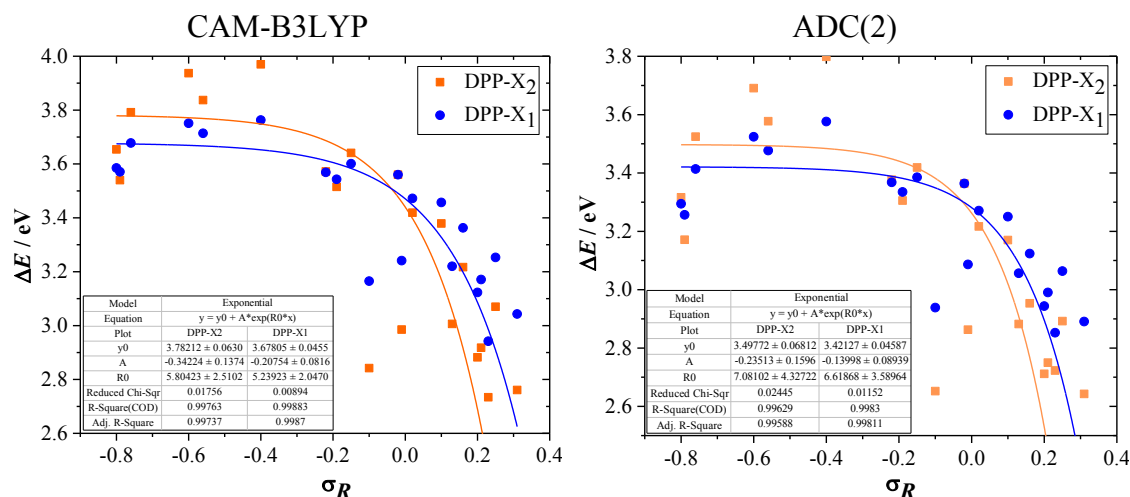 CAM-B3LYP
4.0
3.8
3.6
3.4
3.2
3.0
2.8
2.6
ΔE / eV
DPP-X2
DPP-X1
Model Exponential
Equation y = y0 + A*exp(R0*x)
Plot DPP-X2 DPP-X1
y0 3.78212 ± 0.0630 3.67805 ± 0.0455
A -0.34224 ± 0.1374 -0.20754 ± 0.0816
R0 5.80423 ± 2.5102 5.23923 ± 2.0470
Reduced Chi-Sqr 0.01756 0.00894
R-Square(COD) 0.99763 0.99883
Adj. R-Square 0.99737 0.9987
-0.8 -0.6 -0.4 -0.2 0.0 0.2 0.4
σR
ADC(2)
3.8
3.6
3.4
3.2
3.0
2.8
2.6
ΔE / eV
DPP-X2
DPP-X1
Model Exponential
Equation y = y0 + A*exp(R0*x)
Plot DPP-X2 DPP-X1
y0 3.49772 ± 0.06812 3.42127 ± 0.04587
A -0.23513 ± 0.1596 -0.13998 ± 0.08939
R0 7.08102 ± 4.32722 6.61868 ± 3.58964
Reduced Chi-Sqr 0.02445 0.01152
R-Square(COD) 0.99629 0.9983
Adj. R-Square 0.99588 0.99811
-0.8 -0.6 -0.4 -0.2 0.0 0.2 0.4
σR